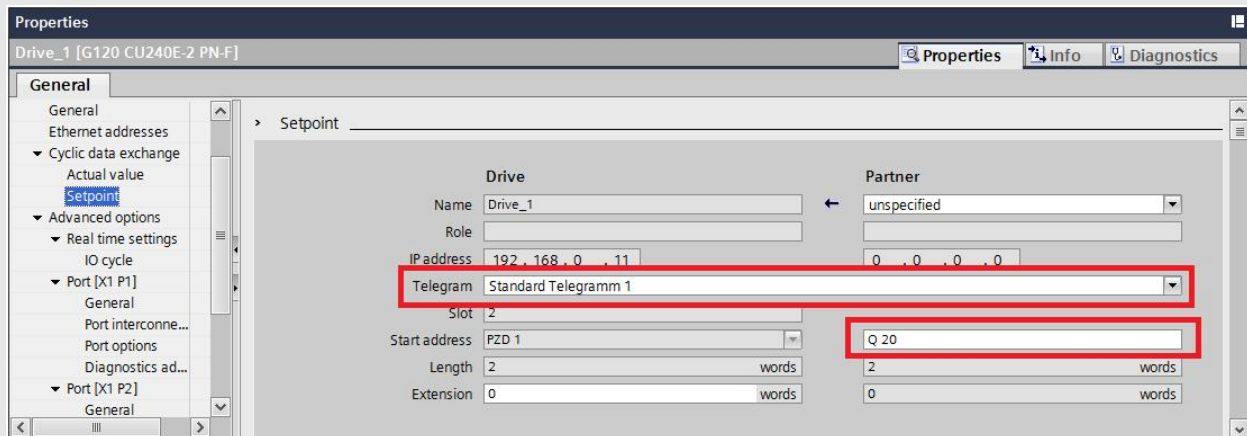 Properties
Drive_1 [G120 CU240E-2 PN-F]
Properties
Info
Diagnostics
General
General
Ethernet addresses
Cyclic data exchange
Actual value
Setpoint
Advanced options
Real time settings
IO cycle
Port [X1 P1]
General
Port interconne...
Port options
Diagnostics ad...
Port [X1 P2]
General
Setpoint
Drive Partner
Name Drive_1 unspecified
Role
IP address 192 . 168 . 0 . 11 0 . 0 . 0 . 0
Telegram Standard Telegramm 1
Slot 2
Start address PZD 1 Q 20
Length 2 words 2 words
Extension 0 words 0 words